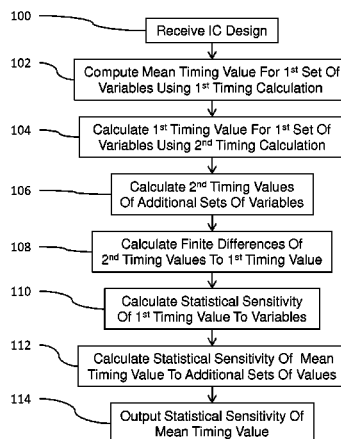 100
Receive IC Design
102
Compute Mean Timing Value For 1st Set Of
Variables Using 1st Timing Calculation
104
Calculate 1st Timing Value For 1st Set Of
Variables Using 2nd Timing Calculation
106
Calculate 2nd Timing Values
Of Additional Sets Of Variables
108
Calculate Finite Differences Of
2nd Timing Values To 1st Timing Value
110
Calculate Statistical Sensitivity
Of 1st Timing Value To Variables
112
Calculate Statistical Sensitivity Of Mean
Timing Value To Additional Sets Of Values
114
Output Statistical Sensitivity Of
Mean Timing Value